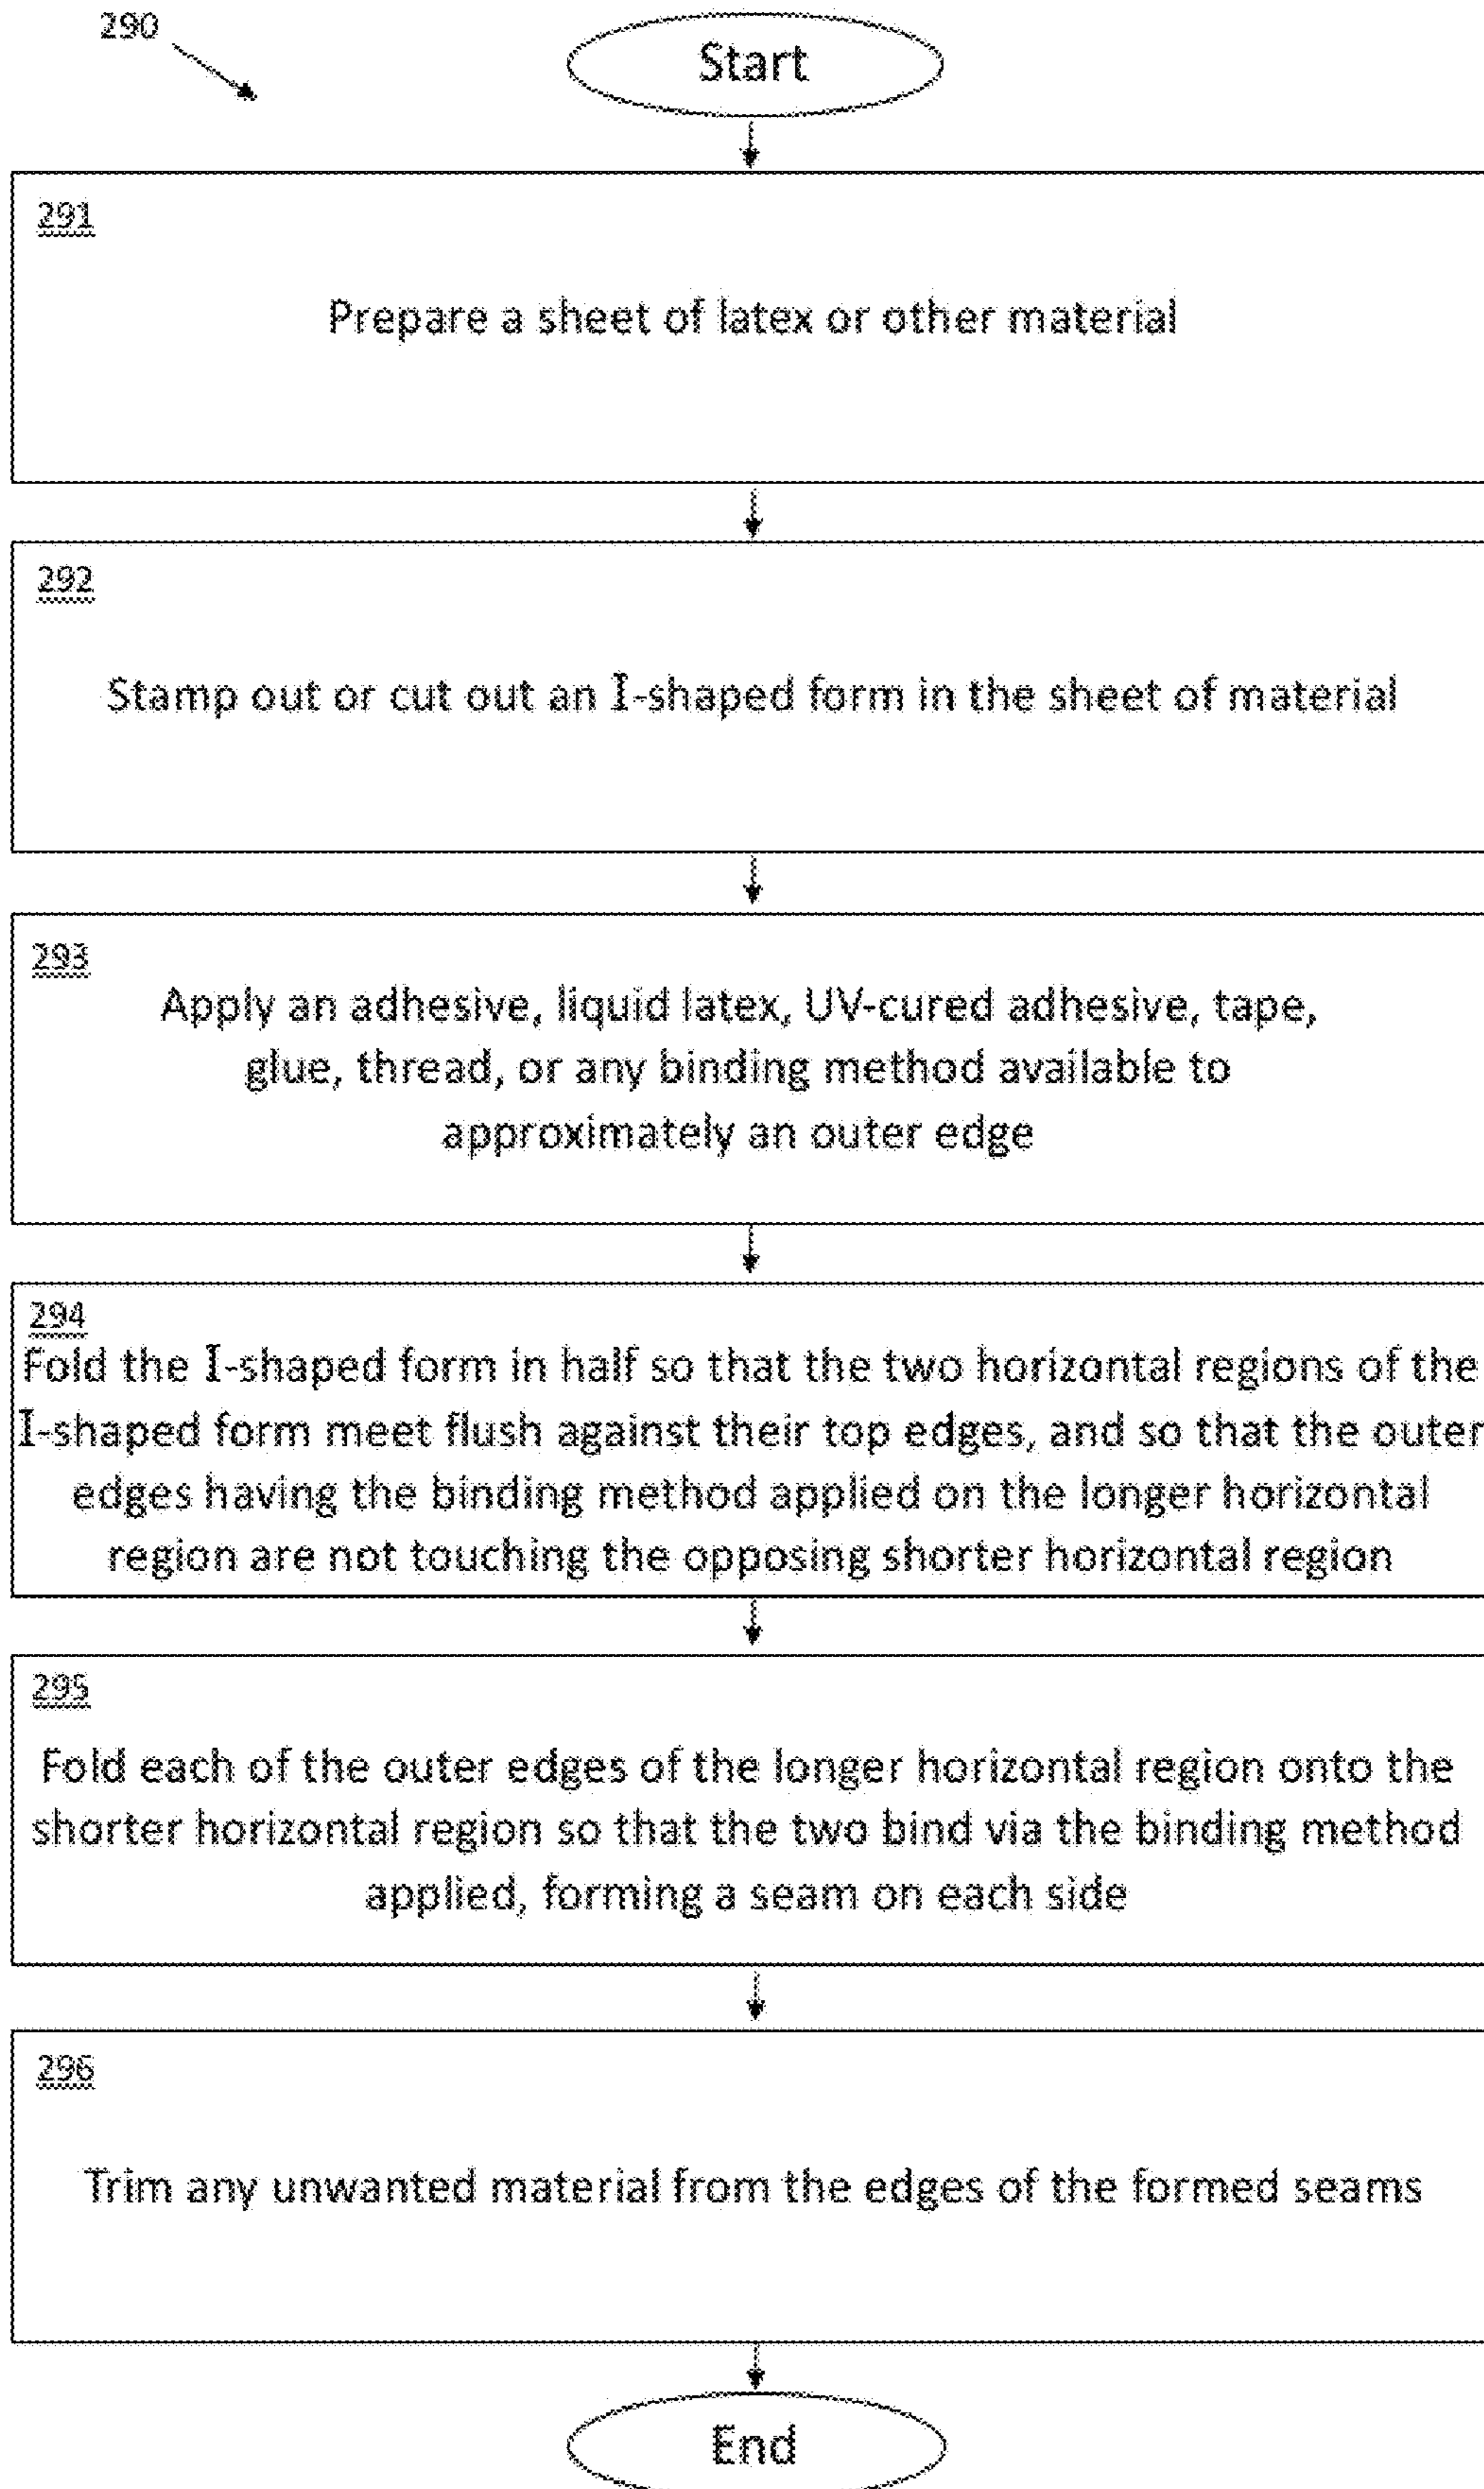 290
Start
291
Prepare a sheet of latex or other material
292
Stamp out or cut out an I-shaped form in the sheet of material
293
Apply an adhesive, liquid latex, UV-cured adhesive, tape,
glue, thread, or any binding method available to
approximately an outer edge
294
Fold the I-shaped form in half so that the two horizontal regions of the
I-shaped form meet flush against their top edges, and so that the outer
edges having the binding method applied on the longer horizontal
region are not touching the opposing shorter horizontal region
295
Fold each of the outer edges of the longer horizontal region onto the
shorter horizontal region so that the two bind via the binding method
applied, forming a seam on each side
296
Trim any unwanted material from the edges of the formed seams
End